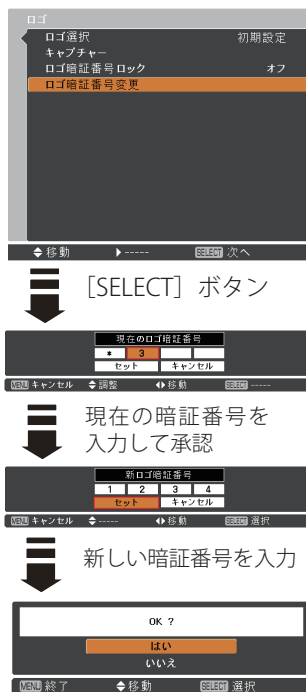 ロゴ
ロゴ選択 初期設定
キャプチャー
ロゴ暗証番号ロック オフ
ロゴ暗証番号変更
移動 ----- SELECT 次へ
［SELECT］ボタン
現在のロゴ暗証番号
* 3
セット キャンセル
MENU キャンセル 調整 移動 SELECT -----
現在の暗証番号を
入力して承認
新ロゴ暗証番号
1 2 3 4
セット キャンセル
MENU キャンセル ----- 移動 SELECT 選択
新しい暗証番号を入力
OK ?
はい
いいえ
MENU 終了 移動 SELECT 選択